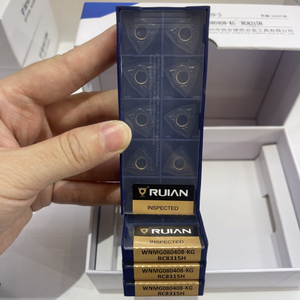 RUIAN
INSPECTED
RUIAN
INSPECTED
WNMG080408-KG
RC8315H
WNMG080408-KG
RC8315H
WNMG080408-KG
RC8315H